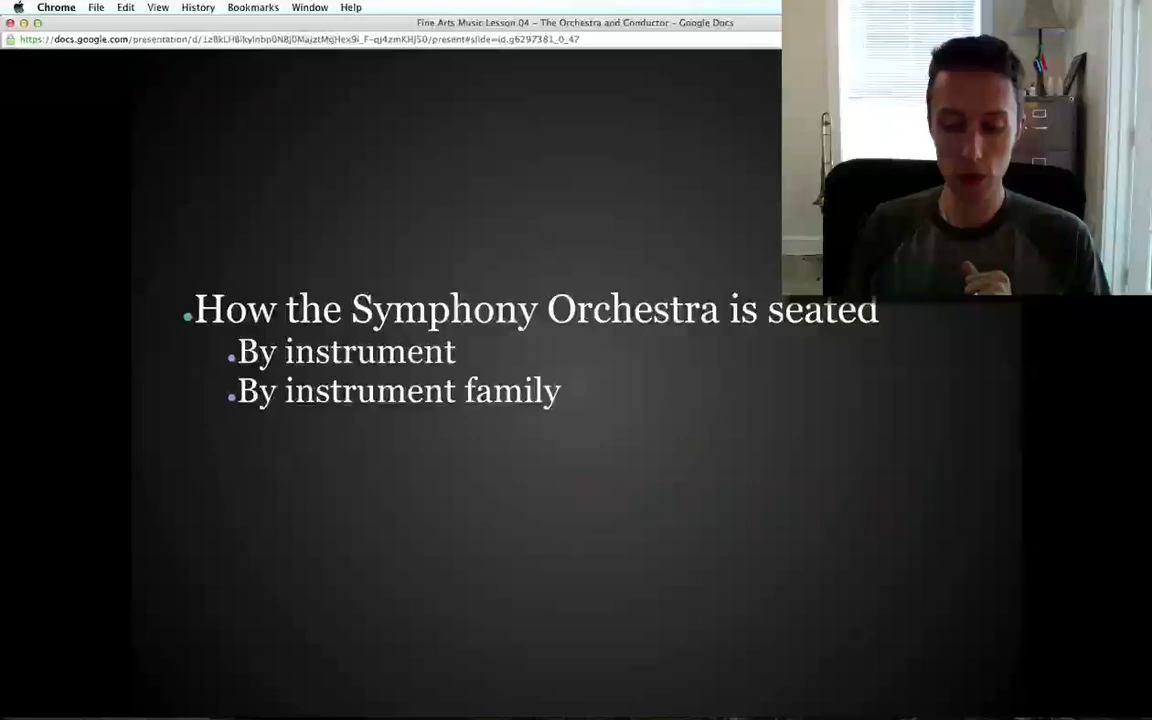 Chrome File Edit View History Bookmarks Window Help
Fine Arts Music Lesson 04 – The Orchestra and Conductor – Google Docs
How the Symphony Orchestra is seated
By instrument
By instrument family